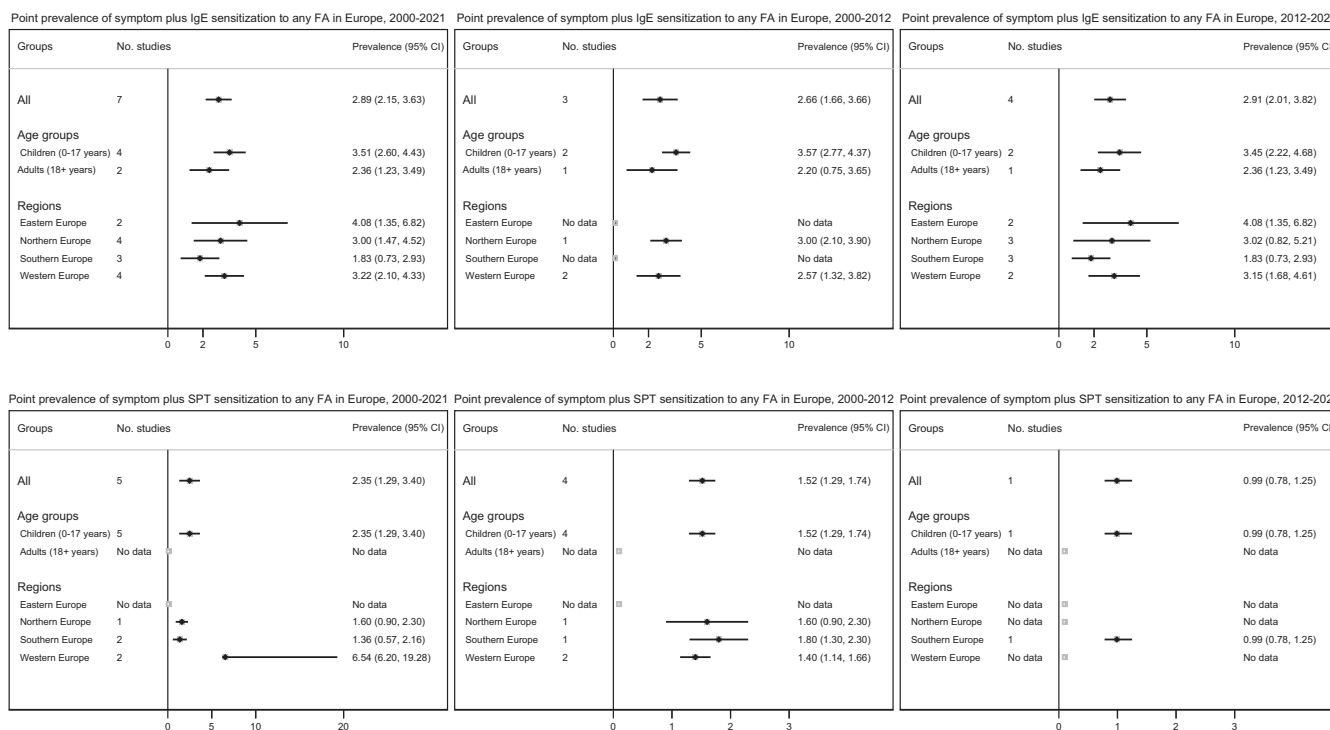 Point prevalence of symptom plus IgE sensitization to any FA in Europe, 2000-2021
Groups No. studies Prevalence (95% CI)
All 7 2.89 (2.15, 3.63)
Age groups
Children (0-17 years) 4 3.51 (2.60, 4.43)
Adults (18+ years) 2 2.36 (1.23, 3.49)
Regions
Eastern Europe 2 4.08 (1.35, 6.82)
Northern Europe 4 3.00 (1.47, 4.52)
Southern Europe 3 1.83 (0.73, 2.93)
Western Europe 4 3.22 (2.10, 4.33)
0 2 5 10
Point prevalence of symptom plus IgE sensitization to any FA in Europe, 2000-2012
Groups No. studies Prevalence (95% CI)
All 3 2.66 (1.66, 3.66)
Age groups
Children (0-17 years) 2 3.57 (2.77, 4.37)
Adults (18+ years) 1 2.20 (0.75, 3.65)
Regions
Eastern Europe No data No data
Northern Europe 1 3.00 (2.10, 3.90)
Southern Europe No data No data
Western Europe 2 2.57 (1.32, 3.82)
0 2 5 10
Point prevalence of symptom plus IgE sensitization to any FA in Europe, 2012-202
Groups No. studies Prevalence (95% CI
All 4 2.91 (2.01, 3.82)
Age groups
Children (0-17 years) 2 3.45 (2.22, 4.68)
Adults (18+ years) 1 2.36 (1.23, 3.49)
Regions
Eastern Europe 2 4.08 (1.35, 6.82)
Northern Europe 3 3.02 (0.82, 5.21)
Southern Europe 3 1.83 (0.73, 2.93)
Western Europe 2 3.15 (1.68, 4.61)
0 2 5 10
Point prevalence of symptom plus SPT sensitization to any FA in Europe, 2000-2021
Groups No. studies Prevalence (95% CI)
All 5 2.35 (1.29, 3.40)
Age groups
Children (0-17 years) 5 2.35 (1.29, 3.40)
Adults (18+ years) No data No data
Regions
Eastern Europe No data No data
Northern Europe 1 1.60 (0.90, 2.30)
Southern Europe 2 1.36 (0.57, 2.16)
Western Europe 2 6.54 (6.20, 19.28)
0 5 10 20
Point prevalence of symptom plus SPT sensitization to any FA in Europe, 2000-2012
Groups No. studies Prevalence (95% CI)
All 4 1.52 (1.29, 1.74)
Age groups
Children (0-17 years) 4 1.52 (1.29, 1.74)
Adults (18+ years) No data No data
Regions
Eastern Europe No data No data
Northern Europe 1 1.60 (0.90, 2.30)
Southern Europe 1 1.80 (1.30, 2.30)
Western Europe 2 1.40 (1.14, 1.66)
0 1 2 3
Point prevalence of symptom plus SPT sensitization to any FA in Europe, 2012-202
Groups No. studies Prevalence (95% CI
All 1 0.99 (0.78, 1.25)
Age groups
Children (0-17 years) 1 0.99 (0.78, 1.25)
Adults (18+ years) No data No data
Regions
Eastern Europe No data No data
Northern Europe No data No data
Southern Europe 1 0.99 (0.78, 1.25)
Western Europe No data No data
0 1 2 3